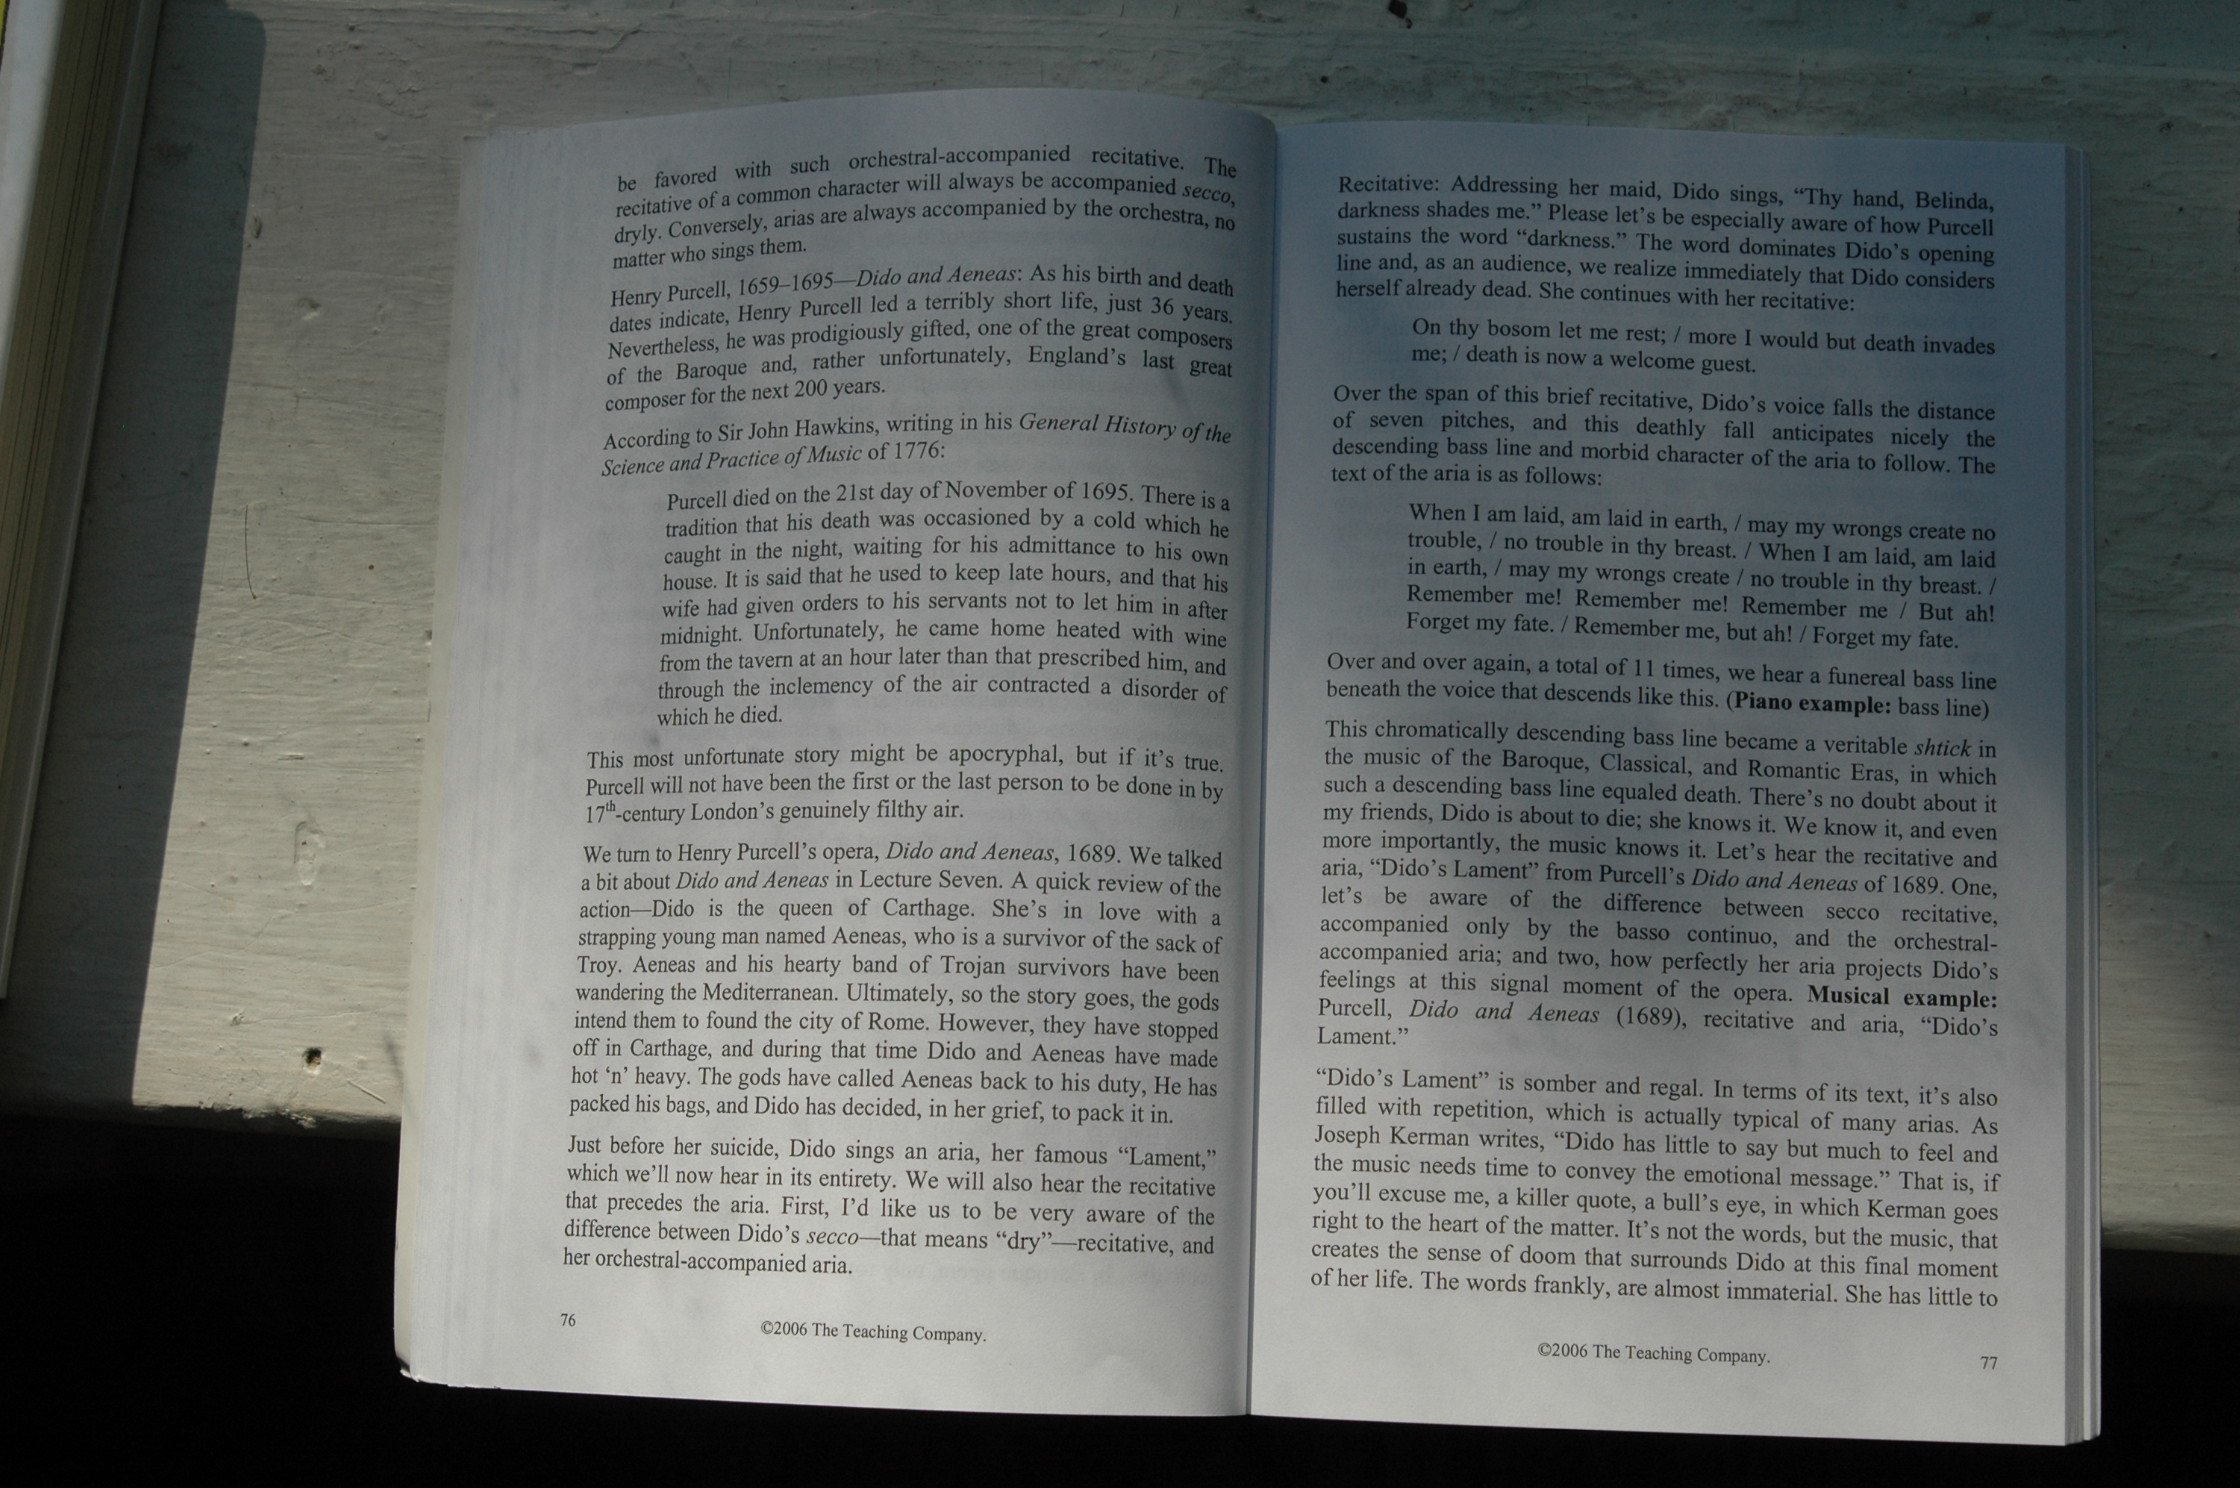 be favored with such orchestral-accompanied recitative. The
recitative of a common character will always be accompanied secco,
dryly. Conversely, arias are always accompanied by the orchestra, no
matter who sings them.
Henry Purcell, 1659–1695—Dido and Aeneas: As his birth and death
dates indicate, Henry Purcell led a terribly short life, just 36 years.
Nevertheless, he was prodigiously gifted, one of the great composers
of the Baroque and, rather unfortunately, England's last great
composer for the next 200 years.
According to Sir John Hawkins, writing in his General History of the
Science and Practice of Music of 1776:
Purcell died on the 21st day of November of 1695. There is a
tradition that his death was occasioned by a cold which he
caught in the night, waiting for his admittance to his own
house. It is said that he used to keep late hours, and that his
wife had given orders to his servants not to let him in after
midnight. Unfortunately, he came home heated with wine
from the tavern at an hour later than that prescribed him, and
through the inclemency of the air contracted a disorder of
which he died.
This most unfortunate story might be apocryphal, but if it's true.
Purcell will not have been the first or the last person to be done in by
17th-century London's genuinely filthy air.
We turn to Henry Purcell's opera, Dido and Aeneas, 1689. We talked
a bit about Dido and Aeneas in Lecture Seven. A quick review of the
action—Dido is the queen of Carthage. She's in love with a
strapping young man named Aeneas, who is a survivor of the sack of
Troy. Aeneas and his hearty band of Trojan survivors have been
wandering the Mediterranean. Ultimately, so the story goes, the gods
intend them to found the city of Rome. However, they have stopped
off in Carthage, and during that time Dido and Aeneas have made
hot 'n' heavy. The gods have called Aeneas back to his duty, He has
packed his bags, and Dido has decided, in her grief, to pack it in.
Just before her suicide, Dido sings an aria, her famous "Lament,"
which we'll now hear in its entirety. We will also hear the recitative
that precedes the aria. First, I'd like us to be very aware of the
difference between Dido's secco—that means "dry"—recitative, and
her orchestral-accompanied aria.
76
©2006 The Teaching Company.
Recitative: Addressing her maid, Dido sings, "Thy hand, Belinda,
darkness shades me." Please let's be especially aware of how Purcell
sustains the word "darkness." The word dominates Dido's opening
line and, as an audience, we realize immediately that Dido considers
herself already dead. She continues with her recitative:
On thy bosom let me rest; / more I would but death invades
me; / death is now a welcome guest.
Over the span of this brief recitative, Dido's voice falls the distance
of seven pitches, and this deathly fall anticipates nicely the
descending bass line and morbid character of the aria to follow. The
text of the aria is as follows:
When I am laid, am laid in earth, / may my wrongs create no
trouble, / no trouble in thy breast. / When I am laid, am laid
in earth, / may my wrongs create / no trouble in thy breast. /
Remember me! Remember me! Remember me / But ah!
Forget my fate. / Remember me, but ah! / Forget my fate.
Over and over again, a total of 11 times, we hear a funereal bass line
beneath the voice that descends like this. (Piano example: bass line)
This chromatically descending bass line became a veritable shtick in
the music of the Baroque, Classical, and Romantic Eras, in which
such a descending bass line equaled death. There's no doubt about it
my friends, Dido is about to die; she knows it. We know it, and even
more importantly, the music knows it. Let's hear the recitative and
aria, "Dido's Lament" from Purcell's Dido and Aeneas of 1689. One,
let's be aware of the difference between secco recitative,
accompanied only by the basso continuo, and the orchestral-
accompanied aria; and two, how perfectly her aria projects Dido's
feelings at this signal moment of the opera. Musical example:
Purcell, Dido and Aeneas (1689), recitative and aria, "Dido's
Lament."
"Dido's Lament" is somber and regal. In terms of its text, it's also
filled with repetition, which is actually typical of many arias. As
Joseph Kerman writes, "Dido has little to say but much to feel and
the music needs time to convey the emotional message." That is, if
you'll excuse me, a killer quote, a bull's eye, in which Kerman goes
right to the heart of the matter. It's not the words, but the music, that
creates the sense of doom that surrounds Dido at this final moment
of her life. The words frankly, are almost immaterial. She has little to
©2006 The Teaching Company.
77